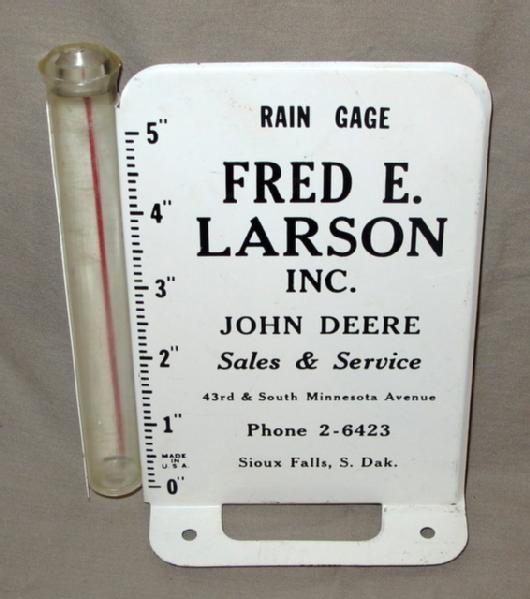 RAIN GAGE
FRED E.
LARSON
INC.
JOHN DEERE
Sales & Service
43rd & South Minnesota Avenue
Phone 2-6423
Sioux Falls, S. Dak.
5"
4"
3"
2"
1"
MADE
IN
U.S.A.
0"